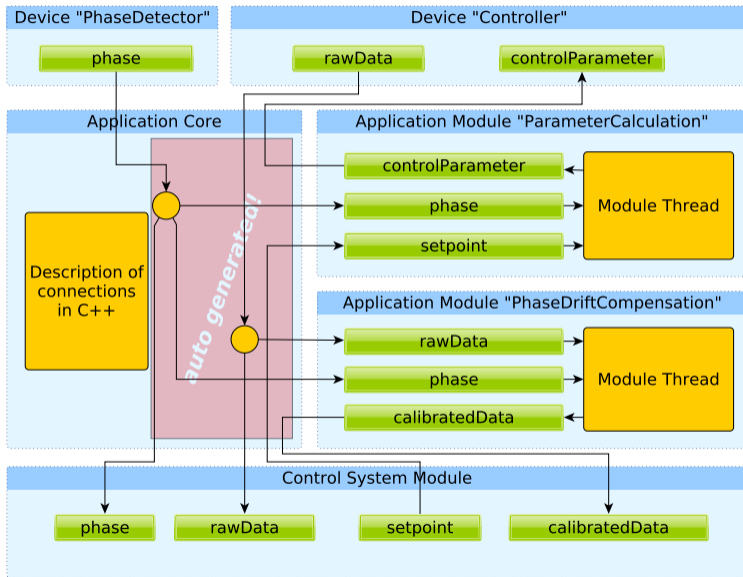 Device "PhaseDetector"
phase
Device "Controller"
rawData
controlParameter
Application Core
Description of
connections
in C++
auto generated!
Application Module "ParameterCalculation"
controlParameter
phase
setpoint
Module Thread
Application Module "PhaseDriftCompensation"
rawData
phase
calibratedData
Module Thread
Control System Module
phase
rawData
setpoint
calibratedData